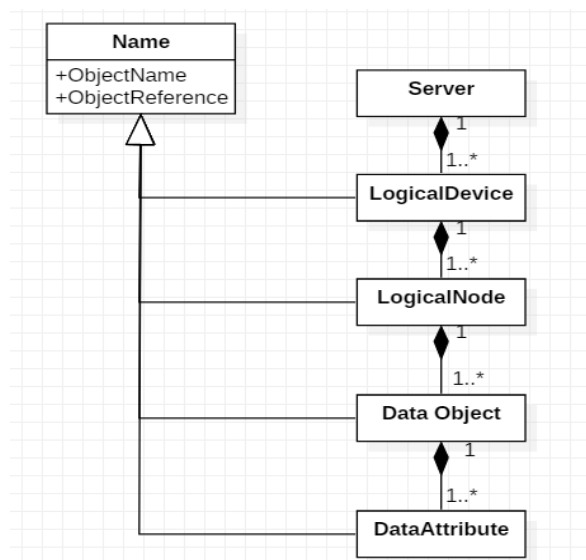 Name
+ObjectName
+ObjectReference
Server
1
1..*
LogicalDevice
1
1..*
LogicalNode
1
1..*
Data Object
1
1..*
DataAttribute